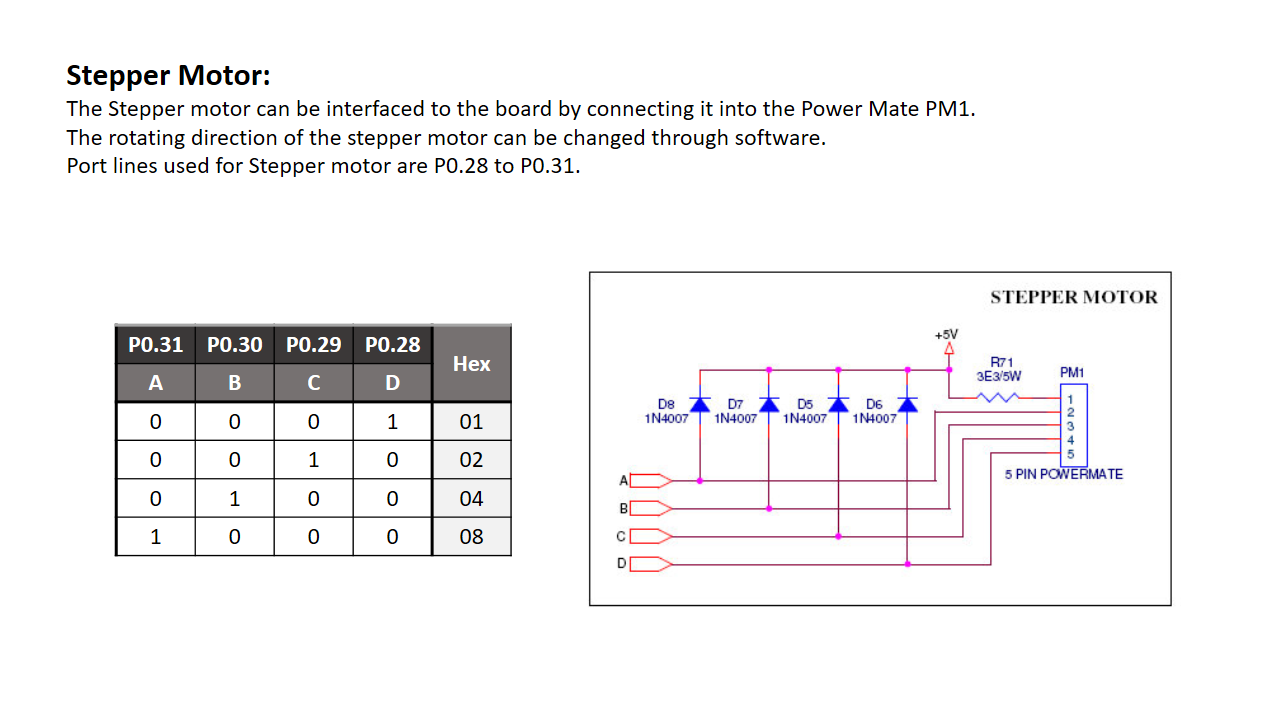 Stepper Motor:
The Stepper motor can be interfaced to the board by connecting it into the Power Mate PM1.
The rotating direction of the stepper motor can be changed through software.
Port lines used for Stepper motor are P0.28 to P0.31.
P0.31 P0.30 P0.29 P0.28 Hex
A B C D
0 0 0 1 01
0 0 1 0 02
0 1 0 0 04
1 0 0 0 08
STEPPER MOTOR
+5V
R71
3E3/5W
PM1
D8 D7 D5 D6
1N4007 1N4007 1N4007 1N4007
1
2
3
4
5
5 PIN POWERMATE
A
B
C
D